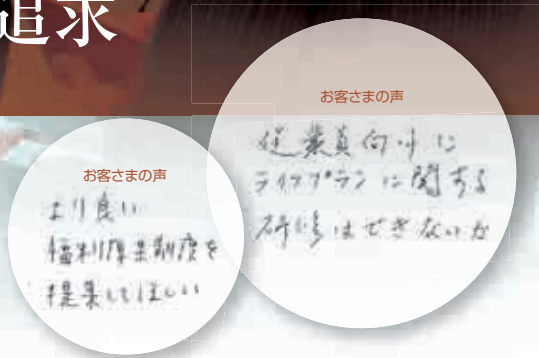 追求
お客さまの声
従業員向けに
ライフプランに関する
研修はできないか
お客さまの声
より良い
福利厚生制度を
提案してほしい